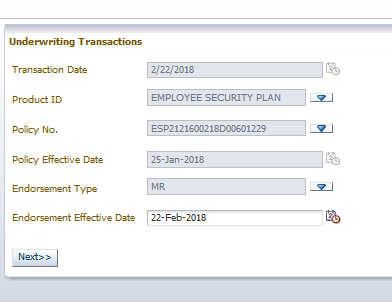 Underwriting Transactions
Transaction Date 2/22/2018
Product ID EMPLOYEE SECURITY PLAN
Policy No. ESP2121600218D00601229
Policy Effective Date 25-Jan-2018
Endorsement Type MR
Endorsement Effective Date 22-Feb-2018
Next>>